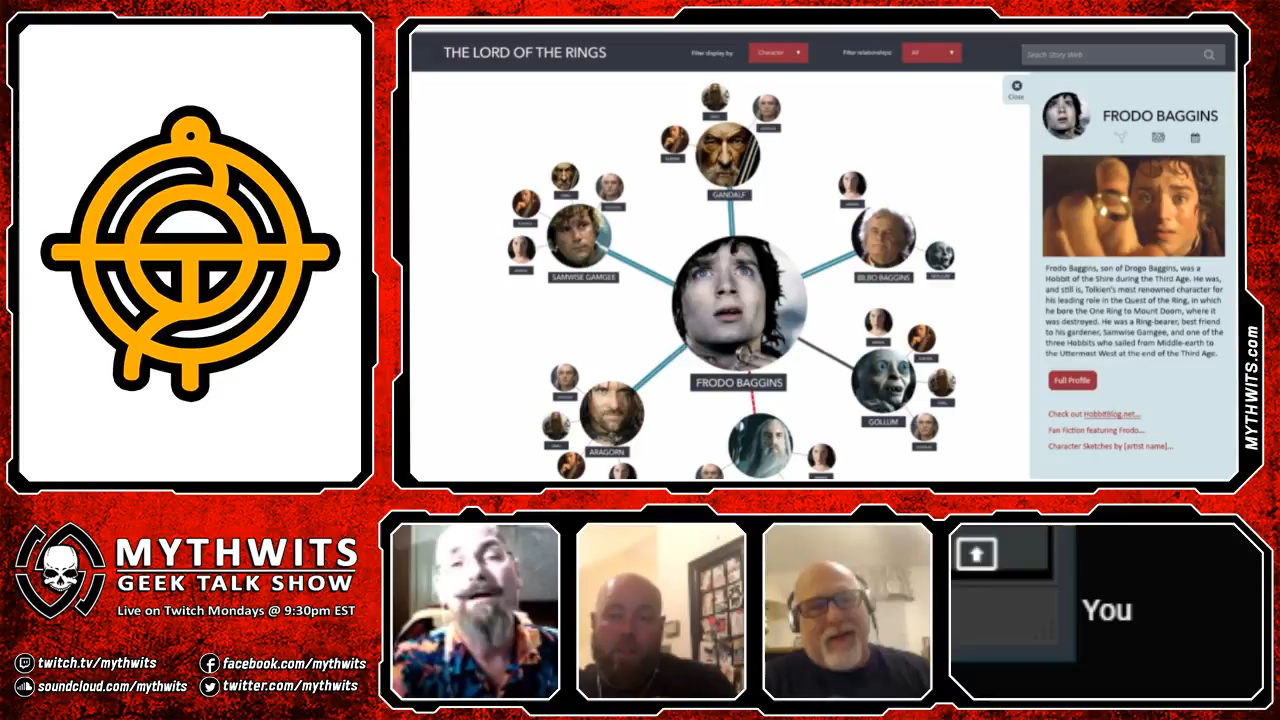 THE LORD OF THE RINGS
Filter display by:
Character
Filter relationships:
All
Seach Story Web
Close
FRODO BAGGINS
GANDALF
SAMWISE GAMGEE
BILBO BAGGINS
FRODO BAGGINS
GOLLUM
ARAGORN
Frodo Baggins, son of Drogo Baggins, was a
Hobbit of the Shire during the Third Age. He was,
and still is, Tolkien's most renowned character for
his leading role in the Quest of the Ring, in which
he bore the One Ring to Mount Doom, where it
was destroyed. He was a Ring-bearer, best friend
to his gardener, Samwise Gamgee, and one of the
three Hobbits who sailed from Middle-earth to
the Uttermost West at the end of the Third Age.
Full Profile
Check out HobbitBlog.net...
Fan Fiction featuring Frodo...
Character Sketches by [artist name]...
MYTHWITS.com
MYTHWITS
GEEK TALK SHOW
Live on Twitch Mondays @ 9:30pm EST
twitch.tv/mythwits
facebook.com/mythwits
soundcloud.com/mythwits
twitter.com/mythwits
You